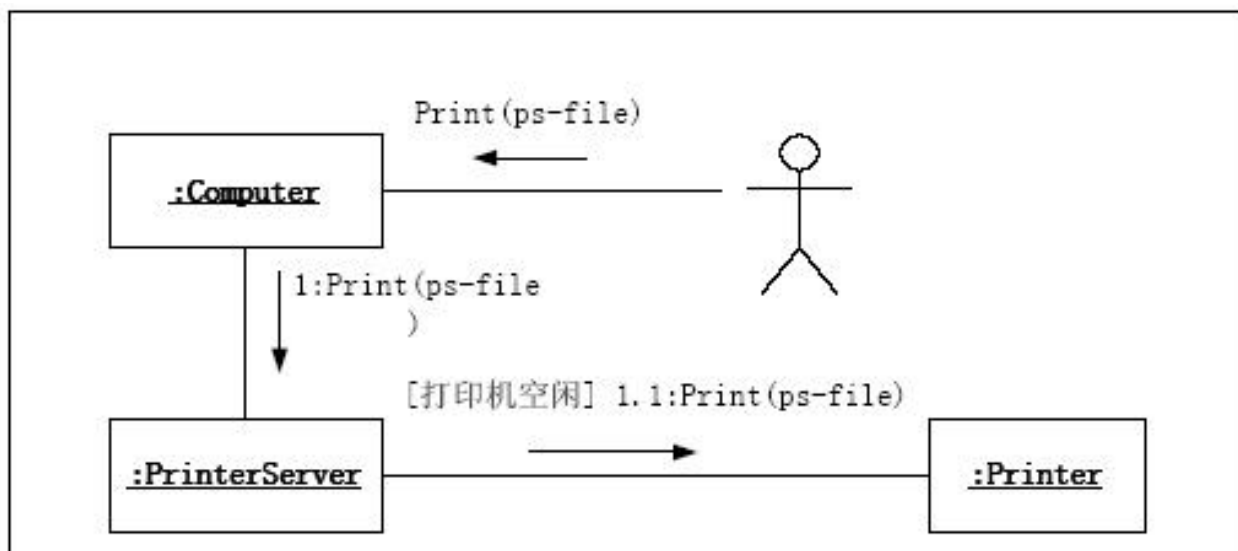 Print(ps-file)
:Computer
1:Print(ps-file
)
[打印机空闲] 1.1:Print(ps-file)
:PrinterServer
:Printer